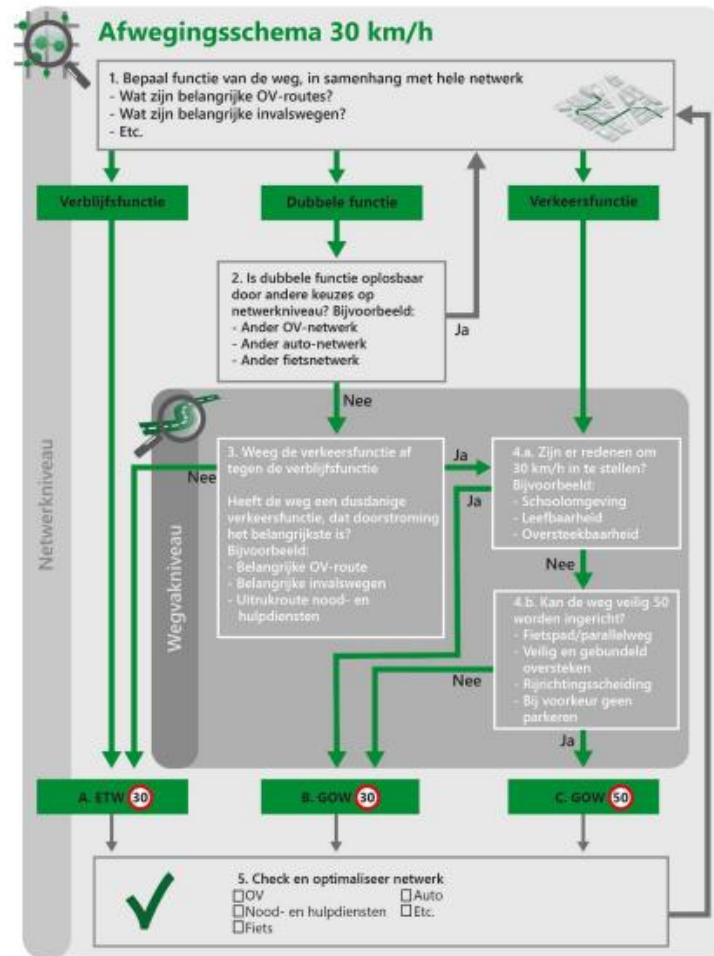 Afwegingsschema 30 km/h
1. Bepaal functie van de weg, in samenhang met hele netwerk
- Wat zijn belangrijke OV-routes?
- Wat zijn belangrijke invalswegen?
- Etc.
Verblijfsfunctie
Dubbele functie
Verkeersfunctie
2. Is dubbele functie oplosbaar
door andere keuzes op
netwerkniveau? Bijvoorbeeld:
- Ander OV-netwerk
- Ander auto-netwerk
- Ander fietsnetwerk
Ja
Nee
Netwerkniveau
Wegvakniveau
3. Weeg de verkeersfunctie af
tegen de verblijfsfunctie
Heeft de weg een dusdanige
verkeersfunctie, dat doorstroming
het belangrijkste is?
Bijvoorbeeld:
- Belangrijke OV-route
- Belangrijke invalswegen
- Uitrukroute nood- en
hulpdiensten
Nee
Ja
4.a. Zijn er redenen om
30 km/h in te stellen?
Bijvoorbeeld:
- Schoolomgeving
- Leefbaarheid
- Oversteekbaarheid
Ja
Nee
4.b. Kan de weg veilig 50
worden ingericht?
- Fietspad/parallelweg
- Veilig en gebundeld
oversteken
- Rijrichtingsscheiding
- Bij voorkeur geen
parkeren
Nee
Ja
A. ETW 30
B. GOW 30
C. GOW 50
5. Check en optimaliseer netwerk
OV
Auto
Nood- en hulpdiensten
Etc.
Fiets